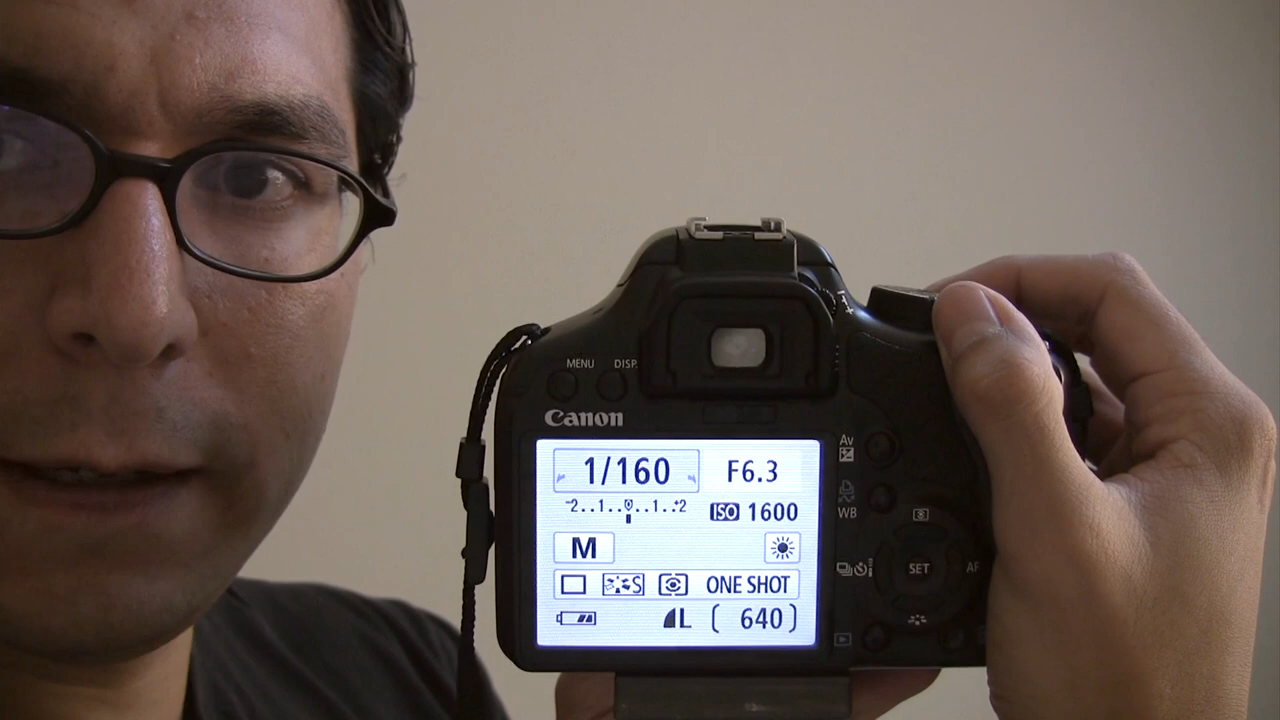 MENU DISP.
Canon
1/160 F6.3
-2..1..0..1..+2
ISO 1600
M
S ONE SHOT
L [ 640 ]
Av
WB
SET
AF